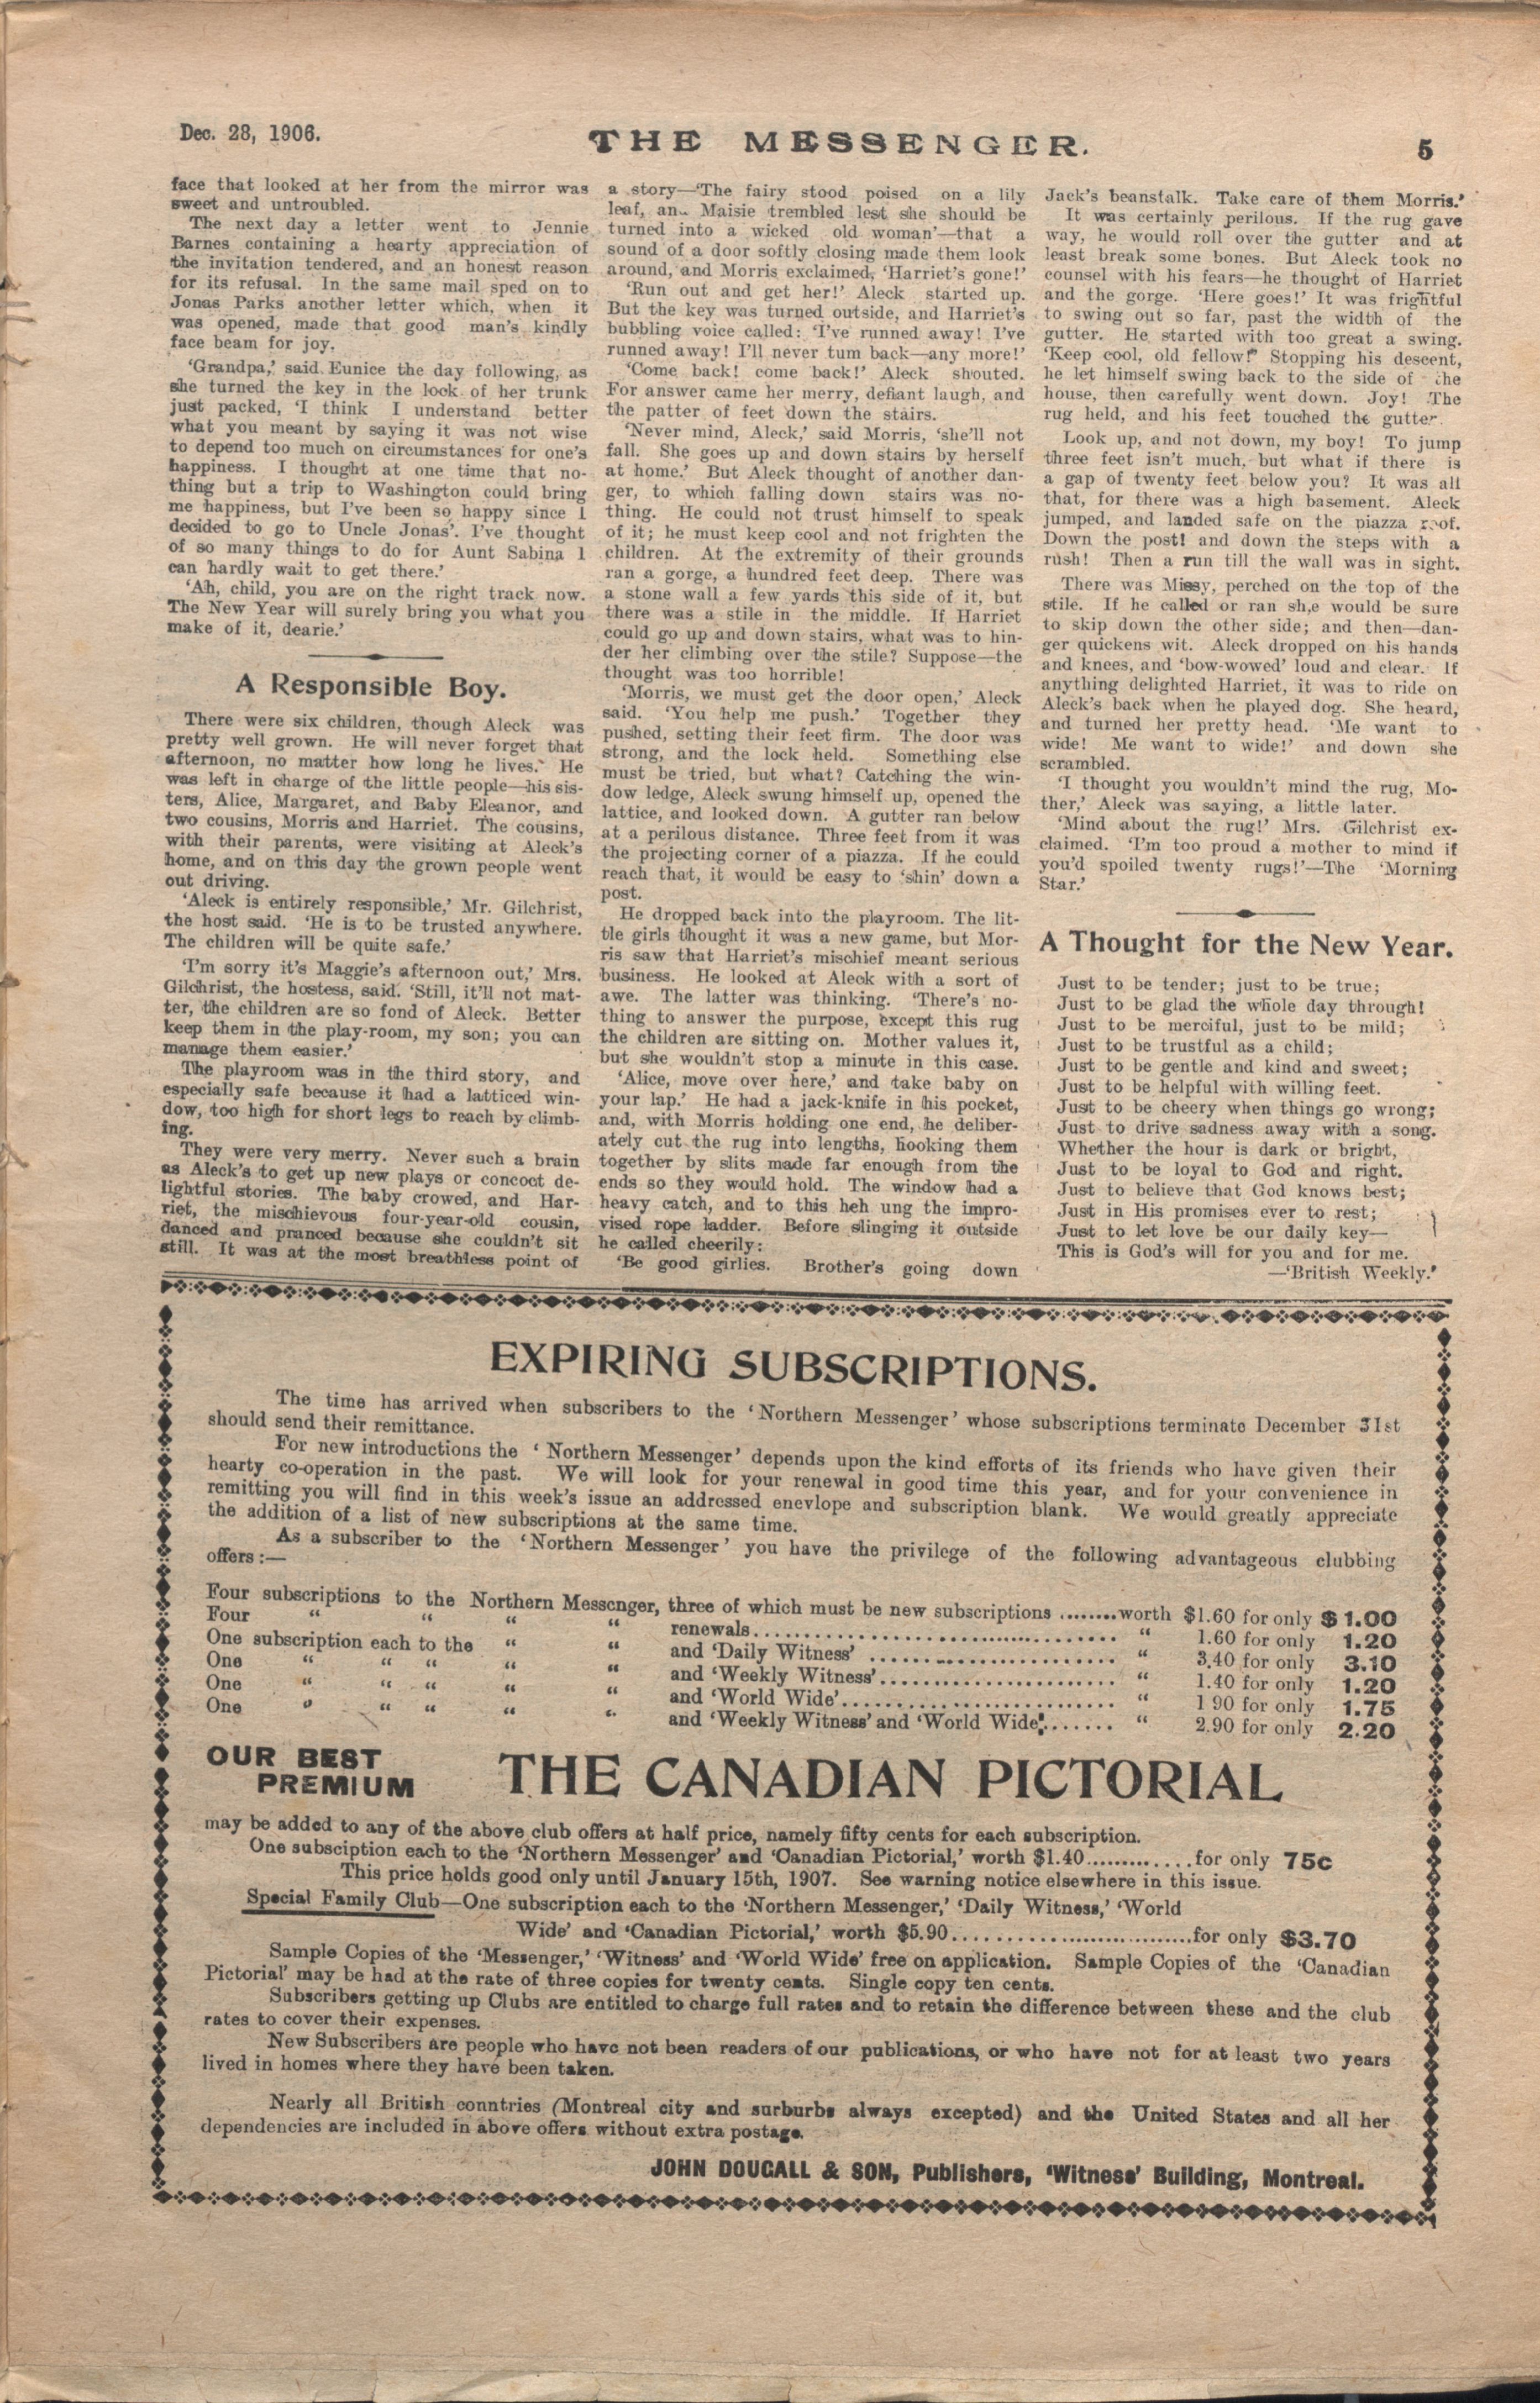 Dec. 28, 1906.
THE MESSENGER.
5
face that looked at her from the mirror was
sweet and untroubled.
The next day a letter went to Jennie
Barnes containing a hearty appreciation of
the invitation tendered, and an honest reason
for its refusal. In the same mail sped on to
Jonas Parks another letter which, when it
was opened, made that good man's kindly
face beam for joy.
'Grandpa,' said Eunice the day following, as
she turned the key in the lock of her trunk
just packed, 'I think I understand better
what you meant by saying it was not wise
to depend too much on circumstances for one's
happiness. I thought at one time that no-
thing but a trip to Washington could bring
me happiness, but I've been so happy since I
decided to go to Uncle Jonas'. I've thought
of so many things to do for Aunt Sabina I
can hardly wait to get there.'
'Ah, child, you are on the right track now.
The New Year will surely bring you what you
make of it, dearie.'
A Responsible Boy.
There were six children, though Aleck was
pretty well grown. He will never forget that
afternoon, no matter how long he lives. He
was left in charge of the little people—his sis-
ters, Alice, Margaret, and Baby Eleanor, and
two cousins, Morris and Harriet. The cousins,
with their parents, were visiting at Aleck's
home, and on this day the grown people went
out driving.
'Aleck is entirely responsible,' Mr. Gilchrist,
the host said. 'He is to be trusted anywhere.
The children will be quite safe.'
'I'm sorry it's Maggie's afternoon out,' Mrs.
Gilchrist, the hostess, said. 'Still, it'll not mat-
ter, the children are so fond of Aleck. Better
keep them in the play-room, my son; you can
manage them easier.'
The playroom was in the third story, and
especially safe because it had a latticed win-
dow, too high for short legs to reach by climb-
ing.
They were very merry. Never such a brain
as Aleck's to get up new plays or concoct de-
lightful stories. The baby crowed, and Har-
riet, the mischievous four-year-old cousin,
danced and pranced because she couldn't sit
still. It was at the most breathless point of
a story—'The fairy stood poised on a lily
leaf, an. Maisie trembled lest she should be
turned into a wicked old woman'—that a
sound of a door softly closing made them look
around, and Morris exclaimed, 'Harriet's gone!'
'Run out and get her!' Aleck started up.
But the key was turned outside, and Harriet's
bubbling voice called: 'I've runned away! I've
runned away! I'll never tum back—any more!'
'Come back! come back!' Aleck shouted.
For answer came her merry, defiant laugh, and
the patter of feet down the stairs.
'Never mind, Aleck,' said Morris, 'she'll not
fall. She goes up and down stairs by herself
at home.' But Aleck thought of another dan-
ger, to which falling down stairs was no-
thing. He could not trust himself to speak
of it; he must keep cool and not frighten the
children. At the extremity of their grounds
ran a gorge, a hundred feet deep. There was
a stone wall a few yards this side of it, but
there was a stile in the middle. If Harriet
could go up and down stairs, what was to hin-
der her climbing over the stile? Suppose—the
thought was too horrible!
'Morris, we must get the door open,' Aleck
said. 'You help me push.' Together they
pushed, setting their feet firm. The door was
strong, and the lock held. Something else
must be tried, but what? Catching the win-
dow ledge, Aleck swung himself up, opened the
lattice, and looked down. A gutter ran below
at a perilous distance. Three feet from it was
the projecting corner of a piazza. If he could
reach that, it would be easy to 'shin' down a
post.
He dropped back into the playroom. The lit-
tle girls thought it was a new game, but Mor-
ris saw that Harriet's mischief meant serious
business. He looked at Aleck with a sort of
awe. The latter was thinking. 'There's no-
thing to answer the purpose, except this rug
the children are sitting on. Mother values it,
but she wouldn't stop a minute in this case.
'Alice, move over here,' and take baby on
your lap.' He had a jack-knife in his pocket,
and, with Morris holding one end, he deliber-
ately cut the rug into lengths, hooking them
together by slits made far enough from the
ends so they would hold. The window had a
heavy catch, and to this heh ung the impro-
vised rope ladder. Before slinging it outside
he called cheerily:
'Be good girlies. Brother's going down
Jack's beanstalk. Take care of them Morris.'
It was certainly perilous. If the rug gave
way, he would roll over the gutter and at
least break some bones. But Aleck took no
counsel with his fears—he thought of Harriet
and the gorge. 'Here goes!' It was frightful
to swing out so far, past the width of the
gutter. He started with too great a swing.
'Keep cool, old fellow!' Stopping his descent,
he let himself swing back to the side of the
house, then carefully went down. Joy! The
rug held, and his feet touched the gutter.
Look up, and not down, my boy! To jump
three feet isn't much, but what if there is
a gap of twenty feet below you? It was all
that, for there was a high basement. Aleck
jumped, and landed safe on the piazza roof.
Down the post! and down the steps with a
rush! Then a run till the wall was in sight.
There was Missy, perched on the top of the
stile. If he called or ran sh,e would be sure
to skip down the other side; and then—dan-
ger quickens wit. Aleck dropped on his hands
and knees, and 'bow-wowed' loud and clear. If
anything delighted Harriet, it was to ride on
Aleck's back when he played dog. She heard,
and turned her pretty head. 'Me want to
wide! Me want to wide!' and down she
scrambled.
'I thought you wouldn't mind the rug, Mo-
ther,' Aleck was saying, a little later.
'Mind about the rug!' Mrs. Gilchrist ex-
claimed. 'I'm too proud a mother to mind if
you'd spoiled twenty rugs!'—The 'Morning
Star.'
A Thought for the New Year.
Just to be tender; just to be true;
Just to be glad the whole day through!
Just to be merciful, just to be mild;
Just to be trustful as a child;
Just to be gentle and kind and sweet;
Just to be helpful with willing feet.
Just to be cheery when things go wrong;
Just to drive sadness away with a song.
Whether the hour is dark or bright,
Just to be loyal to God and right.
Just to believe that God knows best;
Just in His promises ever to rest;
Just to let love be our daily key—
This is God's will for you and for me.
—'British Weekly.'
EXPIRING SUBSCRIPTIONS.
The time has arrived when subscribers to the 'Northern Messenger' whose subscriptions terminate December 31st
should send their remittance.
For new introductions the 'Northern Messenger' depends upon the kind efforts of its friends who have given their
hearty co-operation in the past. We will look for your renewal in good time this year, and for your convenience in
remitting you will find in this week's issue an addressed enevlope and subscription blank. We would greatly appreciate
the addition of a list of new subscriptions at the same time.
As a subscriber to the 'Northern Messenger' you have the privilege of the following advantageous clubbing
offers:—
Four subscriptions to the Northern Messenger, three of which must be new subscriptions ........worth $1.60 for only $1.00
Four " " " " renewals.................................... " 1.60 for only 1.20
One subscription each to the " " and 'Daily Witness' ........................ " 3.40 for only 3.10
One " " " " " and 'Weekly Witness'........................ " 1.40 for only 1.20
One " " " " " and 'World Wide'........................... " 1 90 for only 1.75
One " " " " " and 'Weekly Witness' and 'World Wide'........ " 2.90 for only 2.20
OUR BEST
PREMIUM
THE CANADIAN PICTORIAL
may be added to any of the above club offers at half price, namely fifty cents for each subscription.
One subsciption each to the 'Northern Messenger' and 'Canadian Pictorial,' worth $1.40.............for only 75c
This price holds good only until January 15th, 1907. See warning notice elsewhere in this issue.
Special Family Club—One subscription each to the 'Northern Messenger,' 'Daily Witness,' 'World
Wide' and 'Canadian Pictorial,' worth $5.90..............................for only $3.70
Sample Copies of the 'Messenger,' 'Witness' and 'World Wide' free on application. Sample Copies of the 'Canadian
Pictorial' may be had at the rate of three copies for twenty cents. Single copy ten cents.
Subscribers getting up Clubs are entitled to charge full rates and to retain the difference between these and the club
rates to cover their expenses.
New Subscribers are people who have not been readers of our publications, or who have not for at least two years
lived in homes where they have been taken.
Nearly all British conntries (Montreal city and surburbs always excepted) and the United States and all her
dependencies are included in above offers without extra postage.
JOHN DOUGALL & SON, Publishers, 'Witness' Building, Montreal.